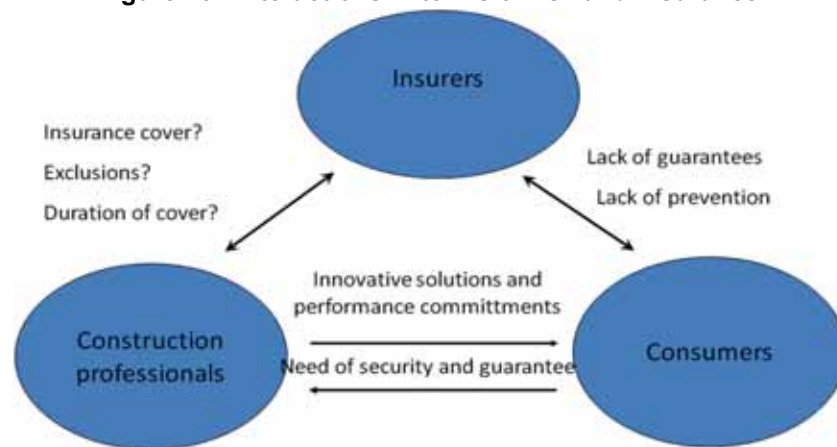 Insurers
Insurance cover?
Exclusions?
Duration of cover?
Lack of guarantees
Lack of prevention
Innovative solutions and
performance committments
Construction
professionals
Need of security and guarantee
Consumers